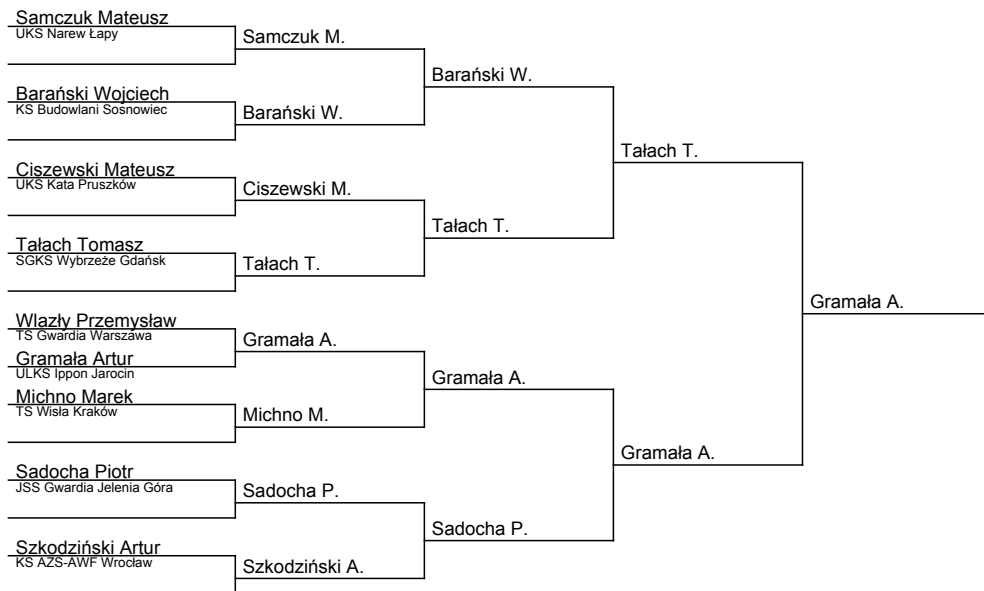 Samczuk Mateusz
UKS Narew Łapy
Samczuk M.
Barański W.
Barański Wojciech
KS Budowlani Sosnowiec
Barański W.
Tałach T.
Ciszewski Mateusz
UKS Kata Pruszków
Ciszewski M.
Tałach T.
Tałach Tomasz
SGKS Wybrzeże Gdańsk
Tałach T.
Gramała A.
Wlazły Przemysław
TS Gwardia Warszawa
Gramała A.
Gramała Artur
ULKS Ippon Jarocin
Gramała A.
Michno Marek
TS Wisła Kraków
Michno M.
Gramała A.
Sadocha Piotr
JSS Gwardia Jelenia Góra
Sadocha P.
Sadocha P.
Szkodziński Artur
KS AZS-AWF Wrocław
Szkodziński A.